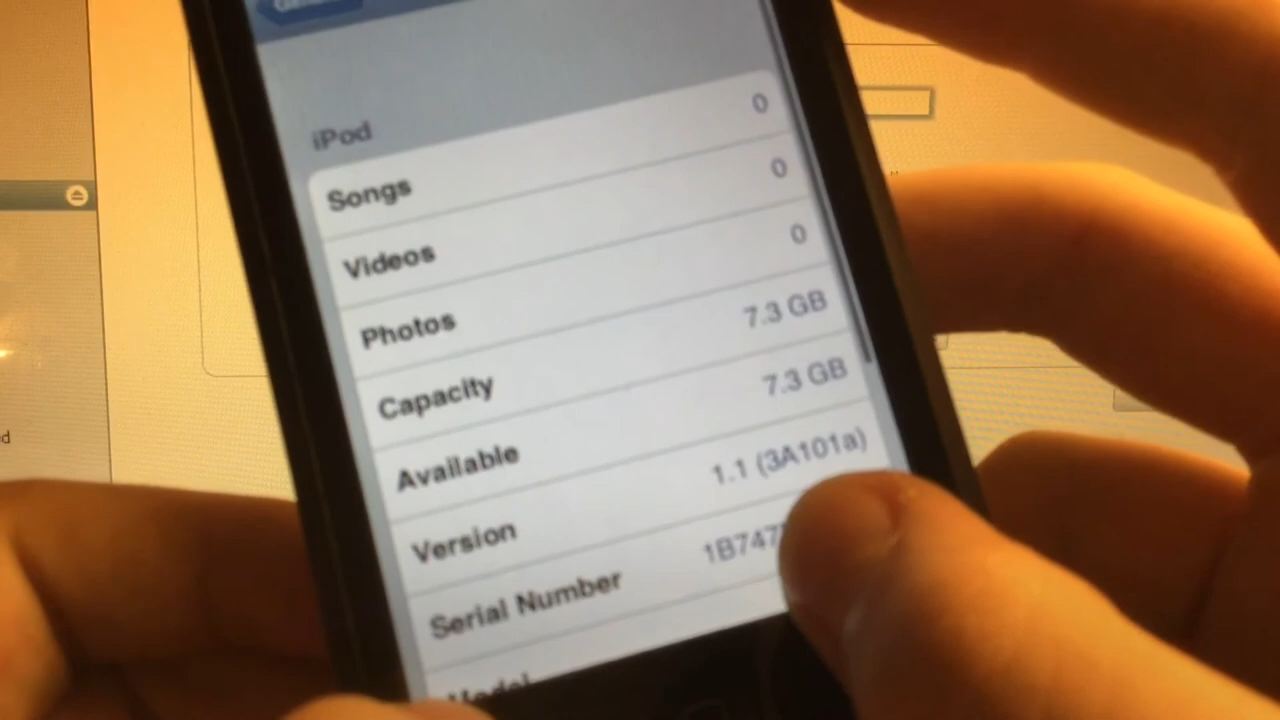 iPod
Songs 0
Videos 0
Photos 0
Capacity 7.3 GB
Available 7.3 GB
Version 1.1 (3A101a)
Serial Number 1B747
Model
d